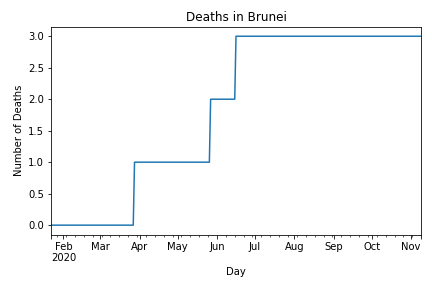 Deaths in Brunei
Number of Deaths
3.0
2.5
2.0
1.5
1.0
0.5
0.0
Feb Mar Apr May Jun Jul Aug Sep Oct Nov
2020
Day